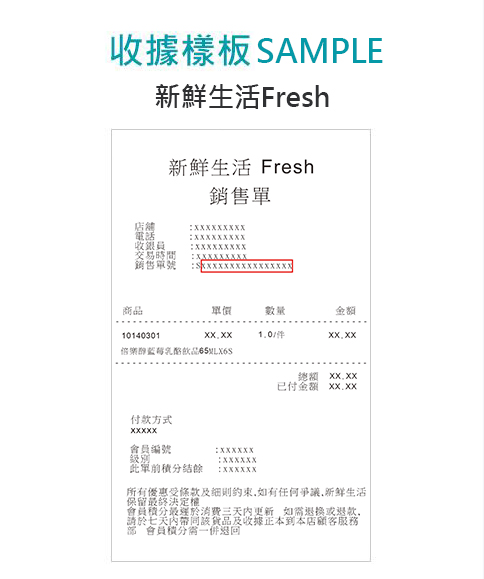 收據樣板 SAMPLE
新鮮生活Fresh
新鮮生活 Fresh
銷售單
店舖 :xxxxxxxxx
電話 :xxxxxxxxx
收銀員 :xxxxxxxxx
交易時間 :xxxxxxxxx
銷售單號 :Sxxxxxxxxxxxxxxxx
商品 單價 數量 金額
10140301 XX.XX 1.0/件 XX.XX
倍樂醇藍莓乳酪飲品65MLX6S
總額 XX.XX
已付金額 XX.XX
付款方式
XXXXX
會員編號 :xxxxxx
級別 :xxxxxx
此單前積分結餘 :xxxxxx
所有優惠受條款及細則約束,如有任何爭議,新鮮生活
保留最終決定權
會員積分最遲於消費三天內更新 如需退換或退款,
請於七天內帶同該貨品及收據正本到本店顧客服務
部 會員積分需一併退回